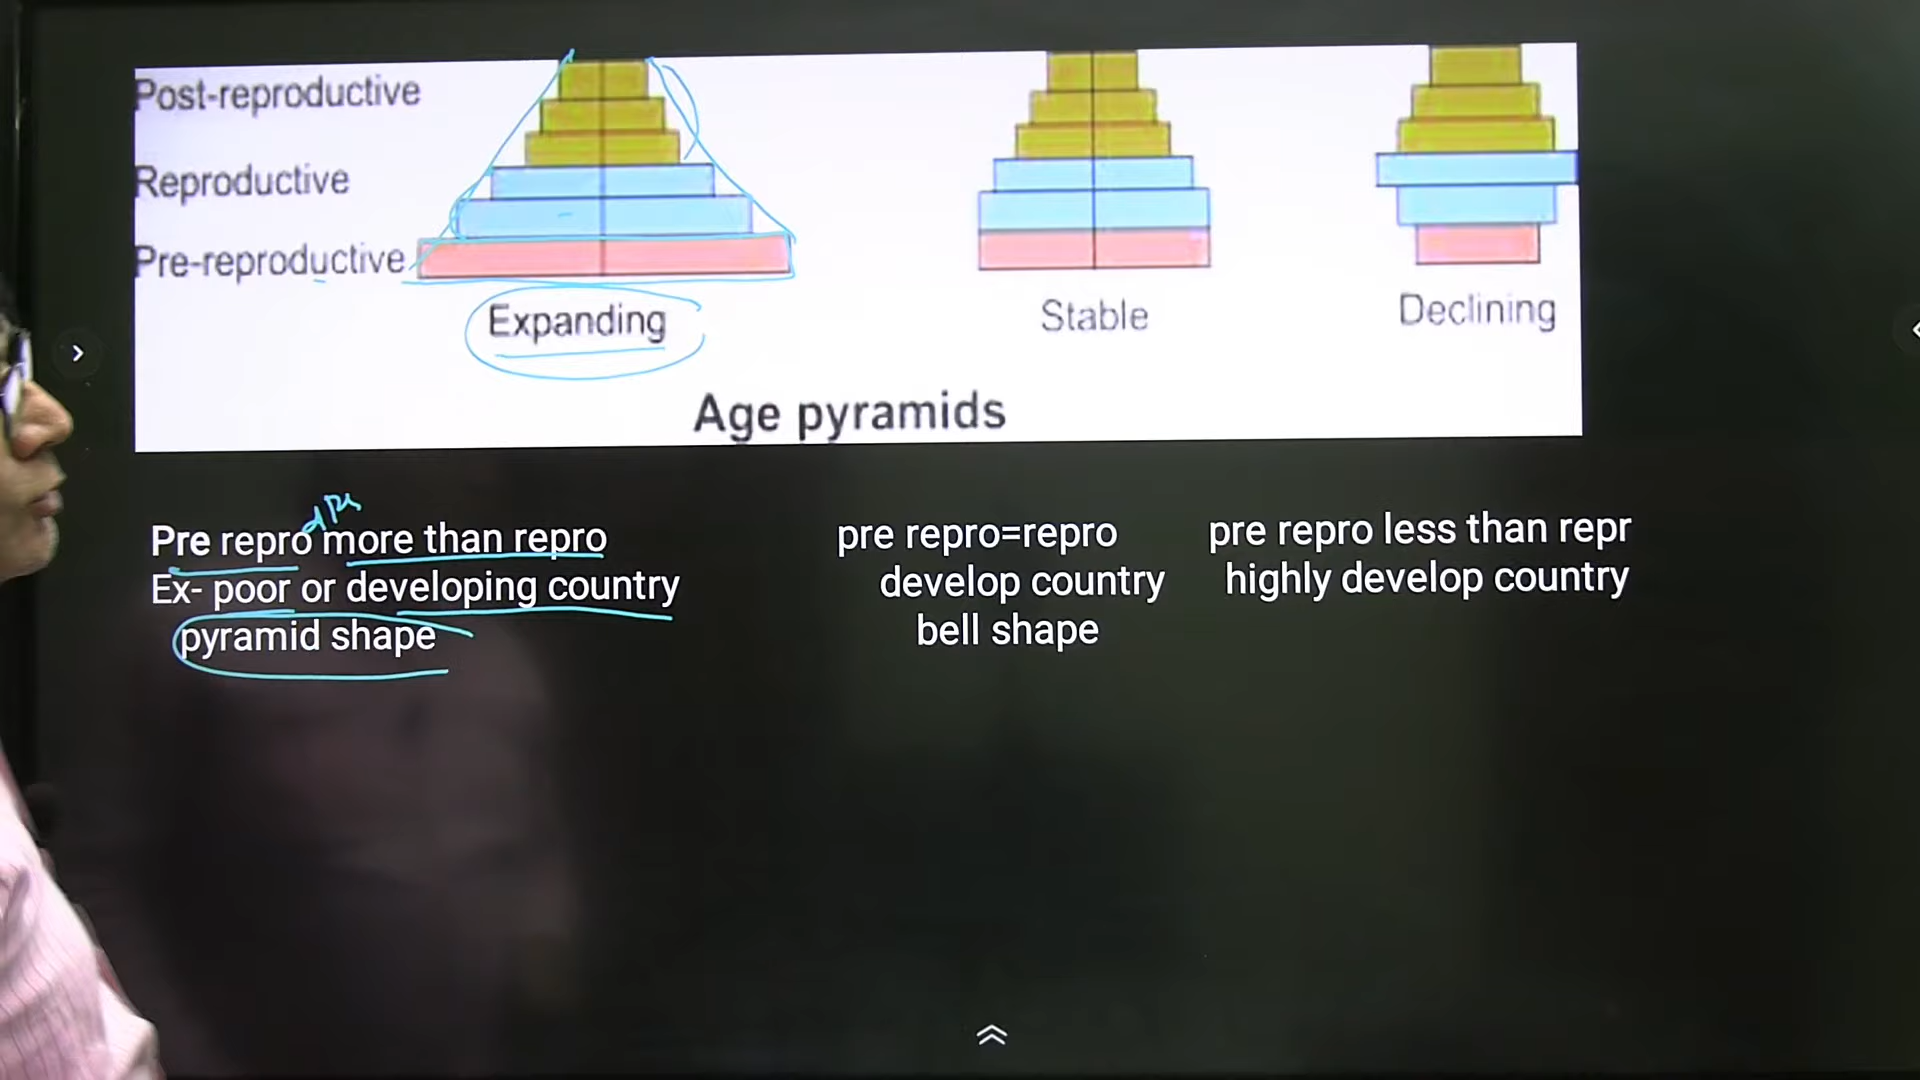 Post-reproductive
Reproductive
Pre-reproductive
Expanding
Stable
Declining
Age pyramids
Pre repro more than repro
Ex- poor or developing country
pyramid shape
pre repro=repro
develop country
bell shape
pre repro less than repr
highly develop country